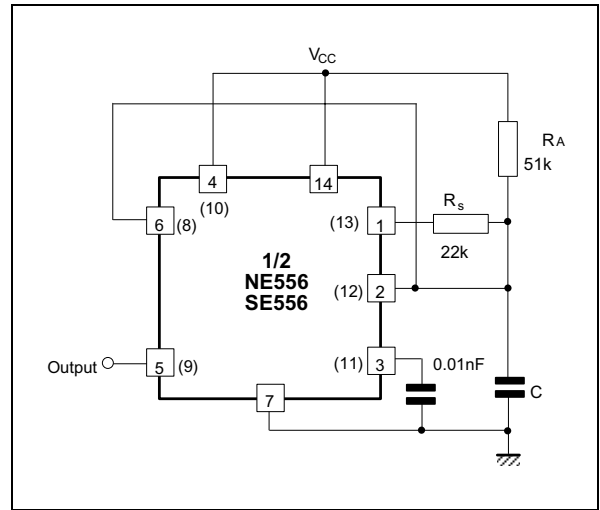 VCC
RA
51k
4
14
(10)
Rs
6
(8)
(13)
1
22k
1/2
NE556
SE556
(12)
2
Output
5
(9)
(11)
3
0.01nF
C
7